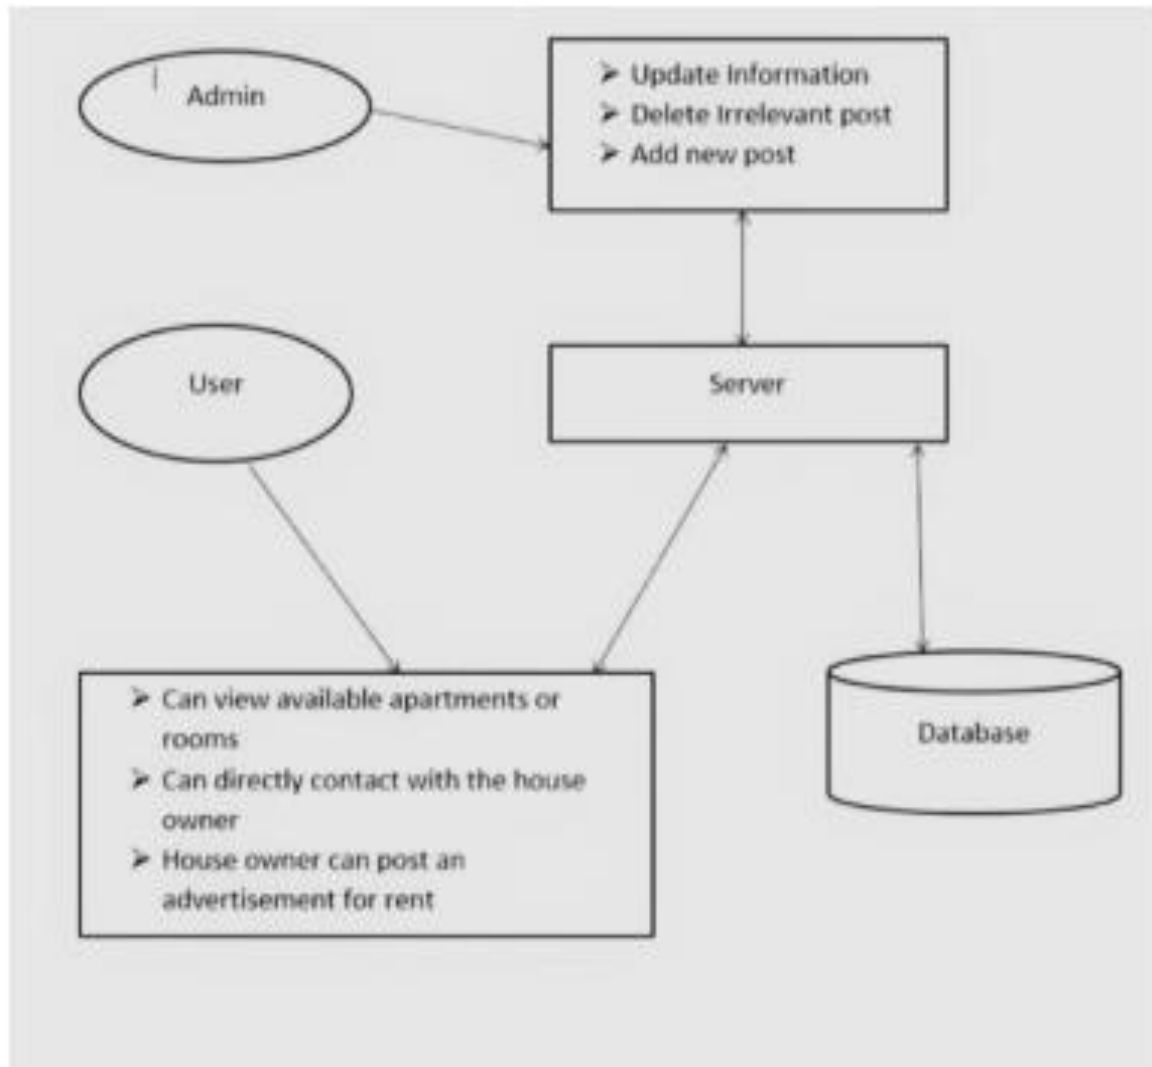 Admin
➢ Update Information
➢ Delete Irrelevant post
➢ Add new post
User
Server
➢ Can view available apartments or
rooms
➢ Can directly contact with the house
owner
➢ House owner can post an
advertisement for rent
Database